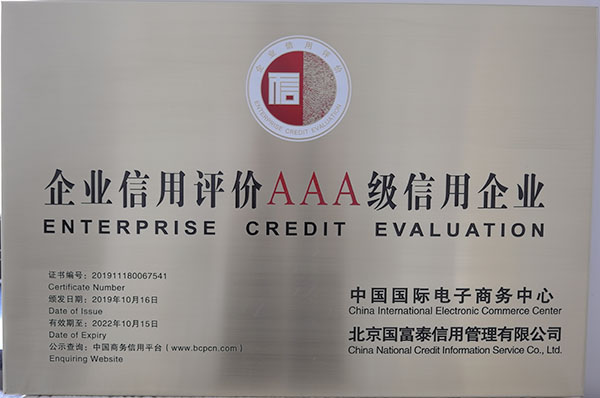 企业信用评价
信
ENTERPRISE CREDIT EVALUATION
企业信用评价AAA级信用企业
ENTERPRISE CREDIT EVALUATION
证书编号：201911180067541
Certificate Number
颁发日期：2019年10月16日
Date of Issue
有效期至：2022年10月15日
Date of Expiry
公示查询：中国商务信用平台（www.bcpcn.com）
Enquiring Website
中国国际电子商务中心
China International Electronic Commerce Center
北京国富泰信用管理有限公司
China National Credit Information Service Co., Ltd.